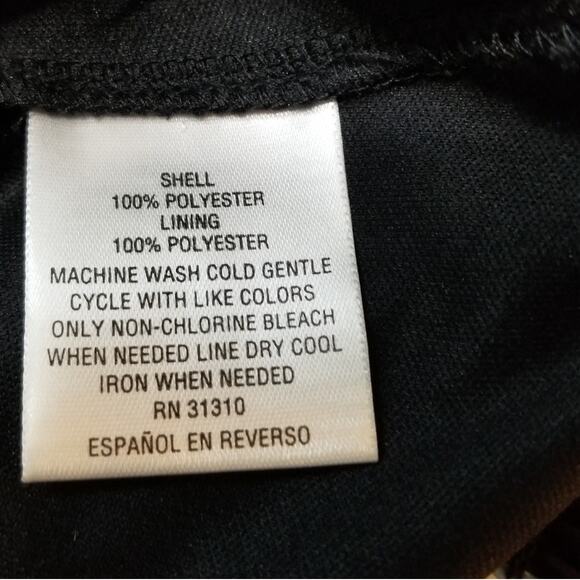 SHELL
100% POLYESTER
LINING
100% POLYESTER
MACHINE WASH COLD GENTLE
CYCLE WITH LIKE COLORS
ONLY NON-CHLORINE BLEACH
WHEN NEEDED LINE DRY COOL
IRON WHEN NEEDED
RN 31310
ESPAÑOL EN REVERSO